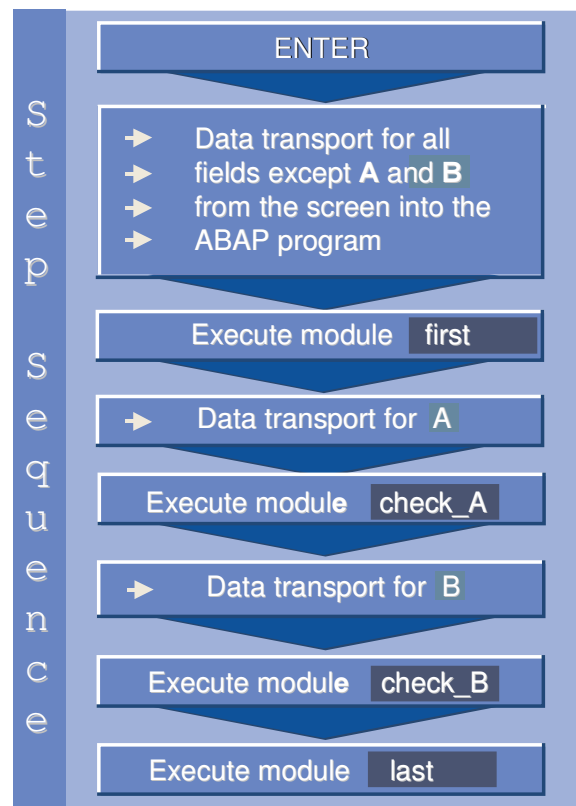 Step Sequence
ENTER
Data transport for all
fields except A and B
from the screen into the
ABAP program
Execute module first
Data transport for A
Execute module check_A
Data transport for B
Execute module check_B
Execute module last